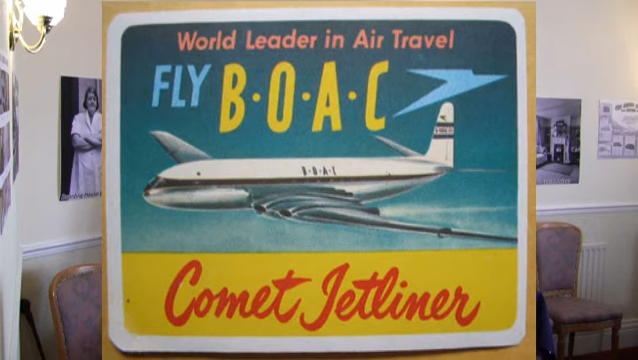 World Leader in Air Travel
FLY B·O·A·C
B·O·A·C
Comet Jetliner